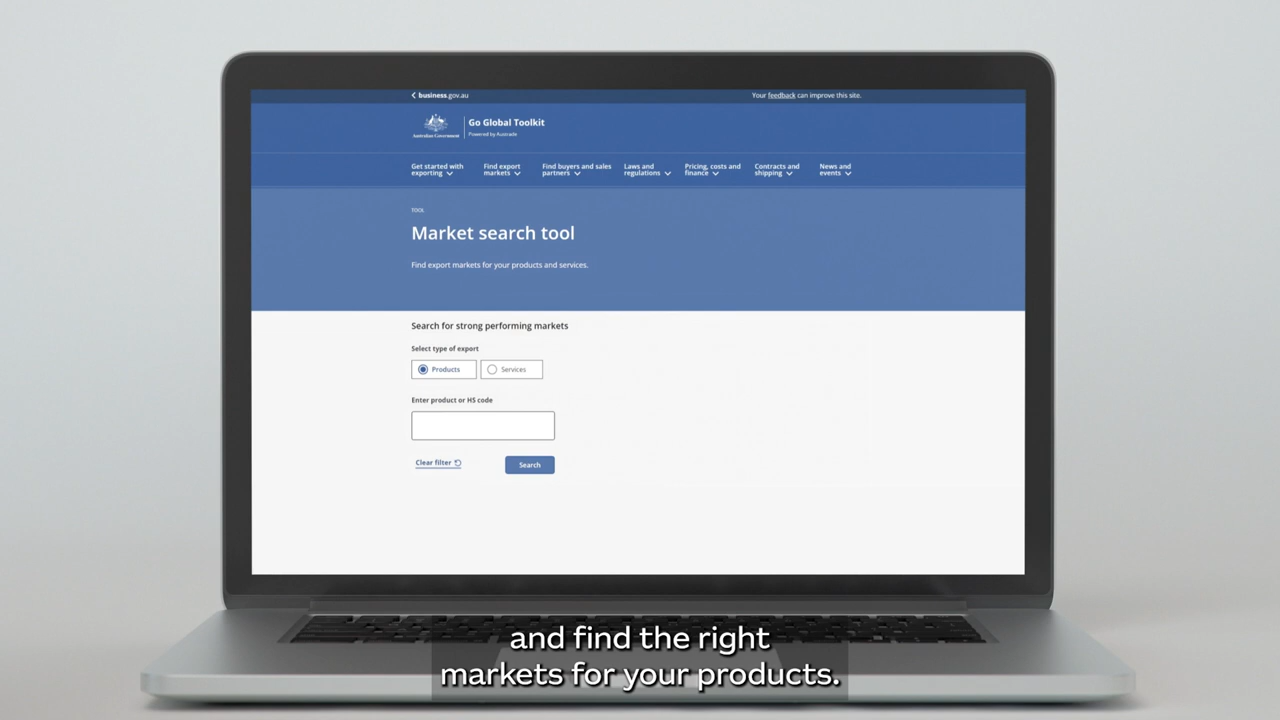 business.gov.au
Your feedback can improve this site.
Australian Government
Go Global Toolkit
Powered by Austrade
Get started with
exporting
Find export
markets
Find buyers and sales
partners
Laws and
regulations
Pricing, costs and
finance
Contracts and
shipping
News and
events
TOOL
Market search tool
Find export markets for your products and services.
Search for strong performing markets
Select type of export
Products
Services
Enter product or HS code
Clear filter
Search
and find the right
markets for your products.